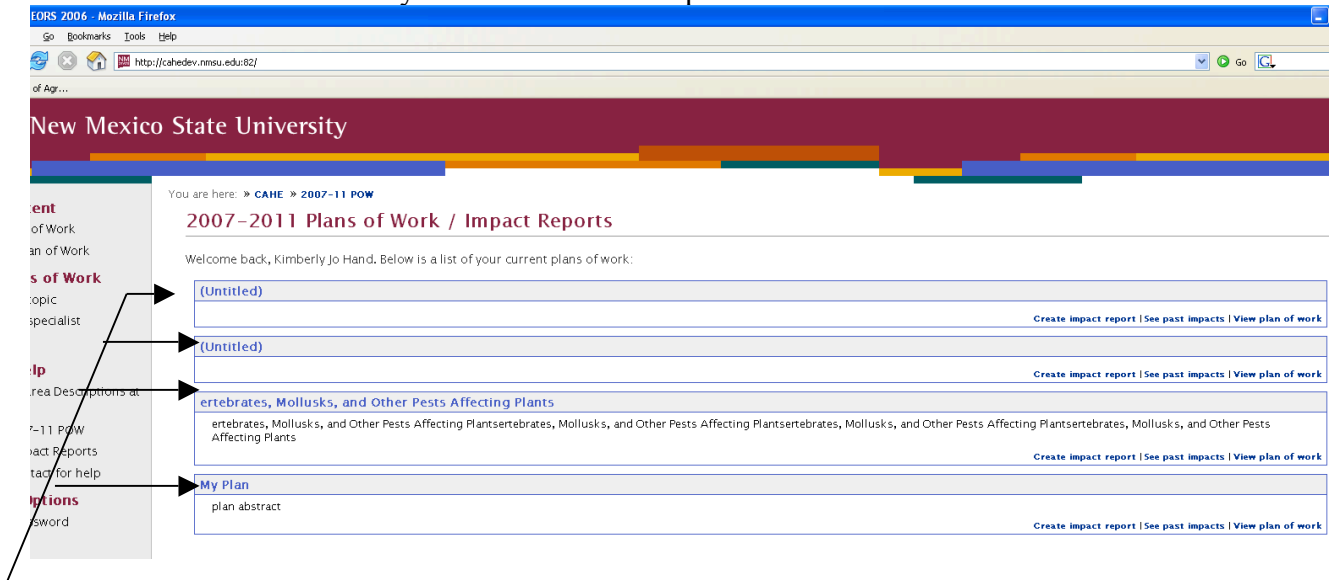 EORS 2006 - Mozilla Firefox
Go Bookmarks Tools Help
http://cahedev.nmsu.edu:82/ Go
of Agr...
New Mexico State University
You are here: » CAHE » 2007-11 POW
2007-2011 Plans of Work / Impact Reports
Welcome back, Kimberly Jo Hand. Below is a list of your current plans of work:
ent
of Work
an of Work
s of Work
topic
specialist
lp
rea Descriptions at
7-11 POW
pact Reports
tact for help
ptions
sword
(Untitled)
Create impact report | See past impacts | View plan of work
(Untitled)
Create impact report | See past impacts | View plan of work
ertebrates, Mollusks, and Other Pests Affecting Plants
ertebrates, Mollusks, and Other Pests Affecting Plantsertebrates, Mollusks, and Other Pests Affecting Plantsertebrates, Mollusks, and Other Pests Affecting Plantsertebrates, Mollusks, and Other Pests
Affecting Plants
Create impact report | See past impacts | View plan of work
My Plan
plan abstract
Create impact report | See past impacts | View plan of work